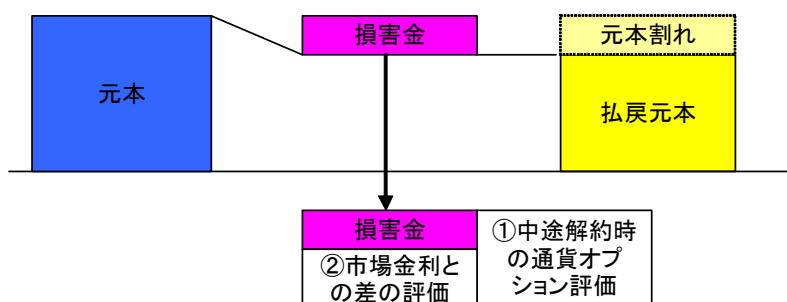 損害金
元本割れ
元本
払戻元本
損害金
②市場金利と
の差の評価
①中途解約時
の通貨オプ
ション評価